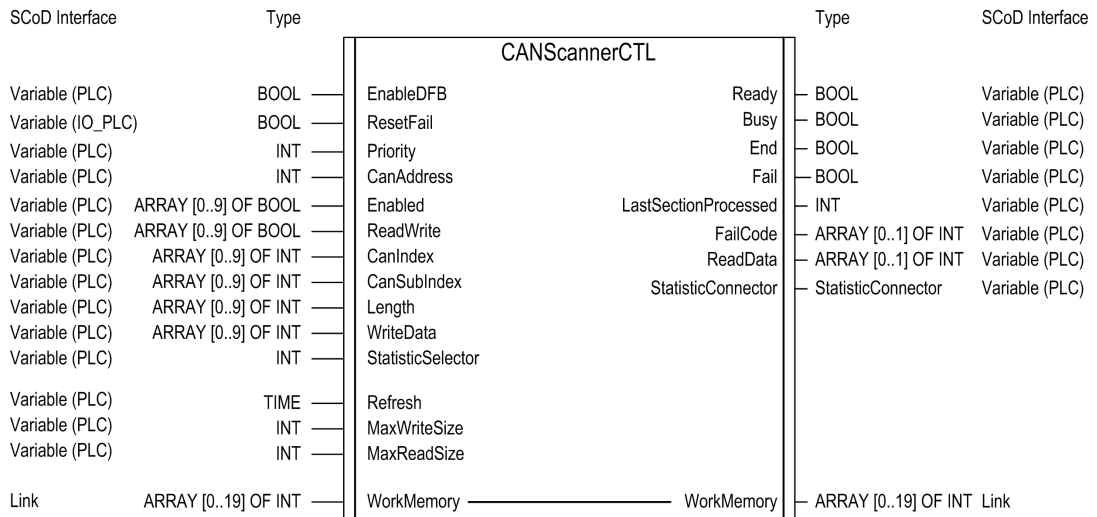 SCoD Interface Type Type SCoD Interface
CANScannerCTL
Variable (PLC) BOOL EnableDFB Ready BOOL Variable (PLC)
Variable (IO_PLC) BOOL ResetFail Busy BOOL Variable (PLC)
Variable (PLC) INT Priority End BOOL Variable (PLC)
Variable (PLC) INT CanAddress Fail BOOL Variable (PLC)
Variable (PLC) ARRAY [0..9] OF BOOL Enabled LastSectionProcessed INT Variable (PLC)
Variable (PLC) ARRAY [0..9] OF BOOL ReadWrite FailCode ARRAY [0..1] OF INT Variable (PLC)
Variable (PLC) ARRAY [0..9] OF INT CanIndex ReadData ARRAY [0..1] OF INT Variable (PLC)
Variable (PLC) ARRAY [0..9] OF INT CanSubIndex StatisticConnector StatisticConnector Variable (PLC)
Variable (PLC) ARRAY [0..9] OF INT Length
Variable (PLC) ARRAY [0..9] OF INT WriteData
Variable (PLC) INT StatisticSelector
Variable (PLC) TIME Refresh
Variable (PLC) INT MaxWriteSize
Variable (PLC) INT MaxReadSize
Link ARRAY [0..19] OF INT WorkMemory WorkMemory ARRAY [0..19] OF INT Link